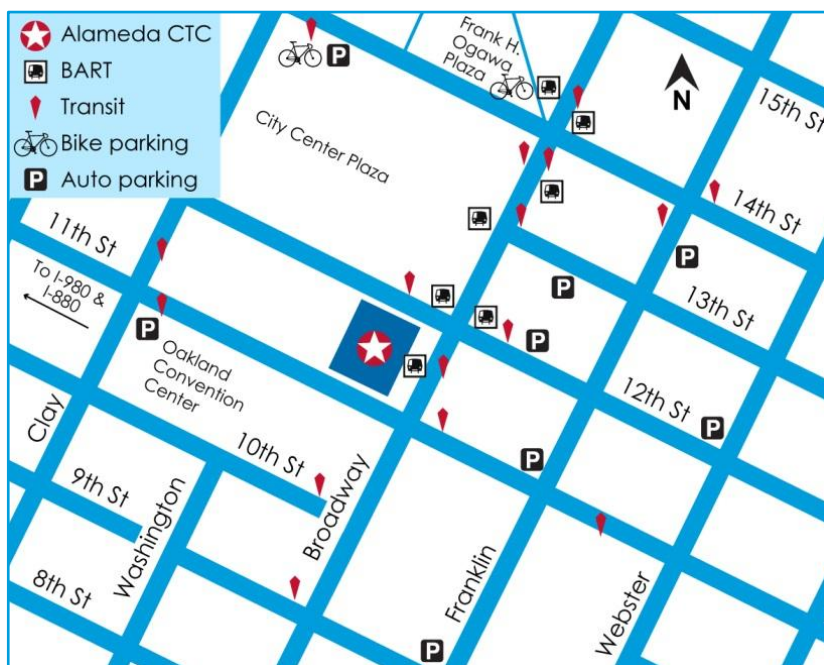 Alameda CTC
BART
Transit
Bike parking
P Auto parking
P
Frank H.
Ogawa
Plaza
N
15th St
City Center Plaza
14th St
11th St
P
To I-980 &
I-880
P
13th St
P
P
Oakland
Convention
Center
12th St
P
Clay
10th St
P
9th St
Washington
Broadway
8th St
Franklin
Webster
P